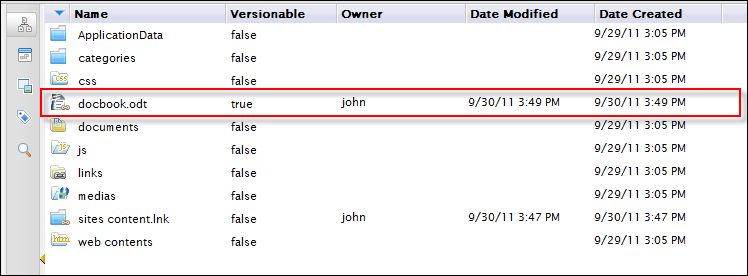 Name Versionable Owner Date Modified Date Created
ApplicationData false 9/29/11 3:05 PM
categories false 9/29/11 3:05 PM
css false 9/29/11 3:05 PM
docbook.odt true john 9/30/11 3:49 PM 9/30/11 3:49 PM
documents false 9/29/11 3:05 PM
js false 9/29/11 3:05 PM
links false 9/29/11 3:05 PM
medias false 9/29/11 3:05 PM
sites content.lnk false john 9/30/11 3:47 PM 9/30/11 3:47 PM
web contents false 9/29/11 3:05 PM